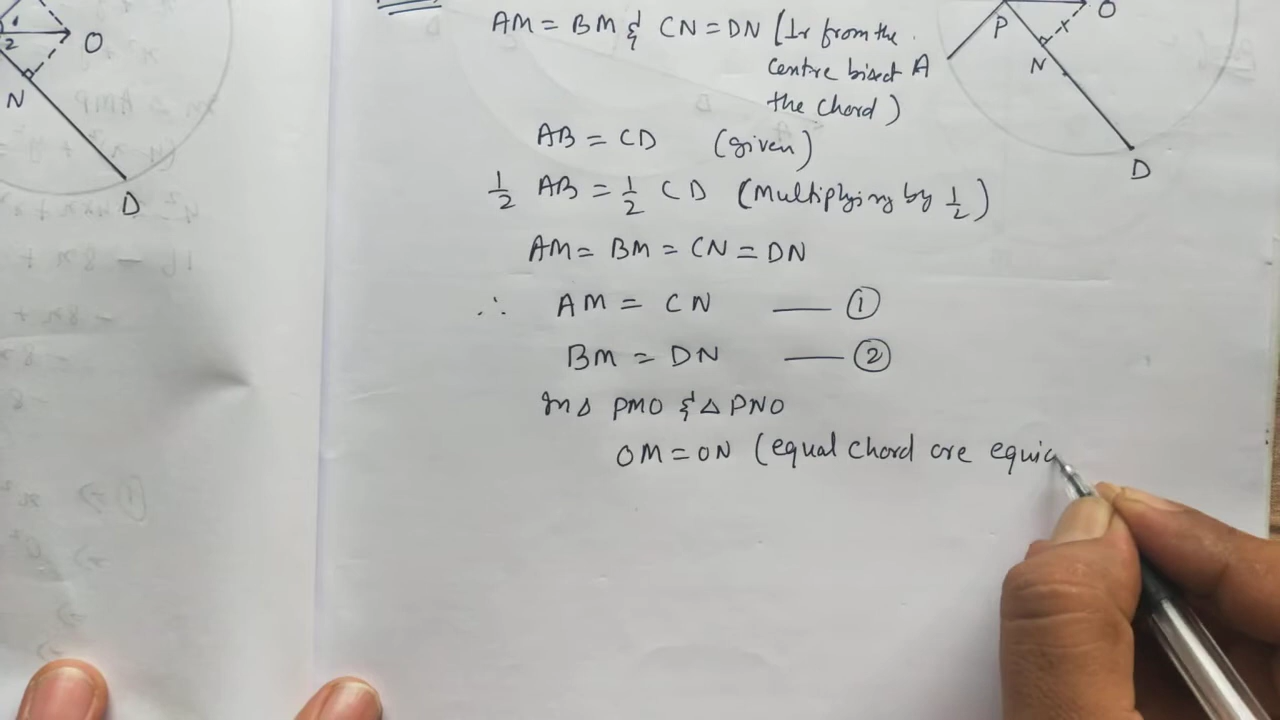 AM = BM & CN = DN [⊥r from the
centre bisect
the chord)
AB = CD (given)
1/2 AB = 1/2 CD (Multiplying by 1/2)
AM = BM = CN = DN
∴ AM = CN —— ①
BM = DN —— ②
In Δ PMO & Δ PNO
OM = ON (equal chord are equi
1
2
O
N
D
P
O
x
N
A
D